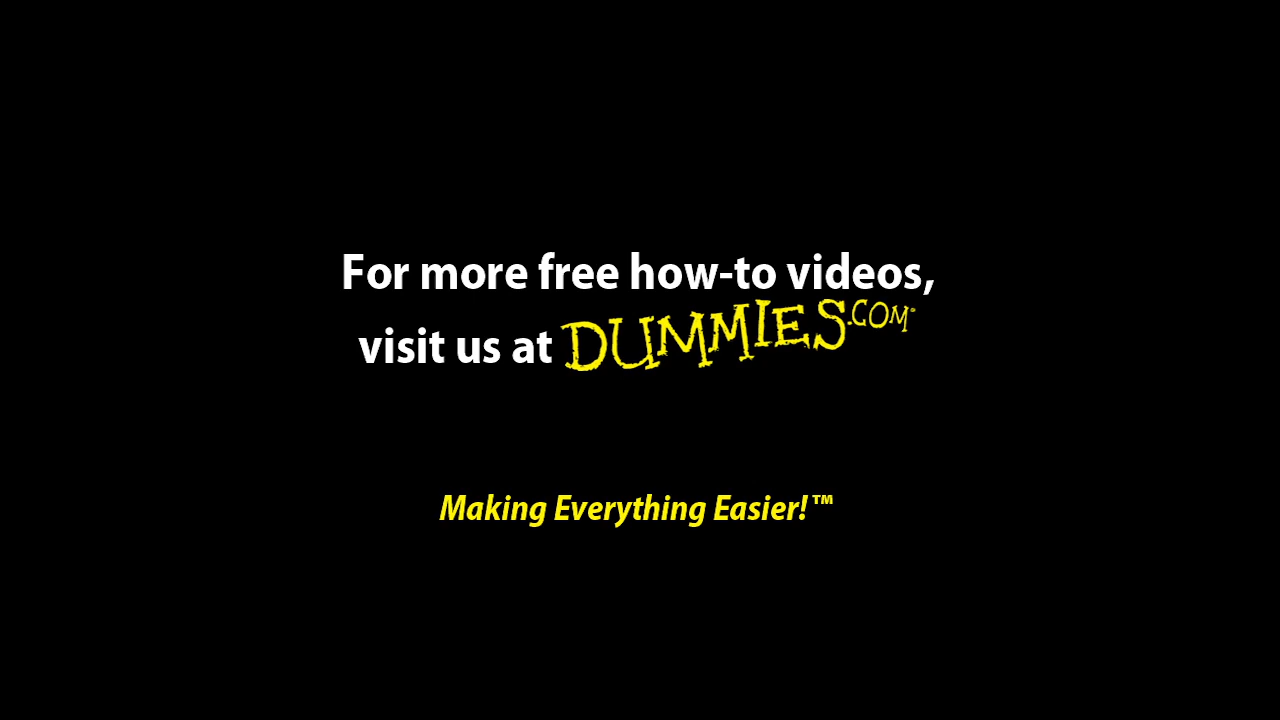 For more free how-to videos,
visit us at DUMMIES.COM
Making Everything Easier!™